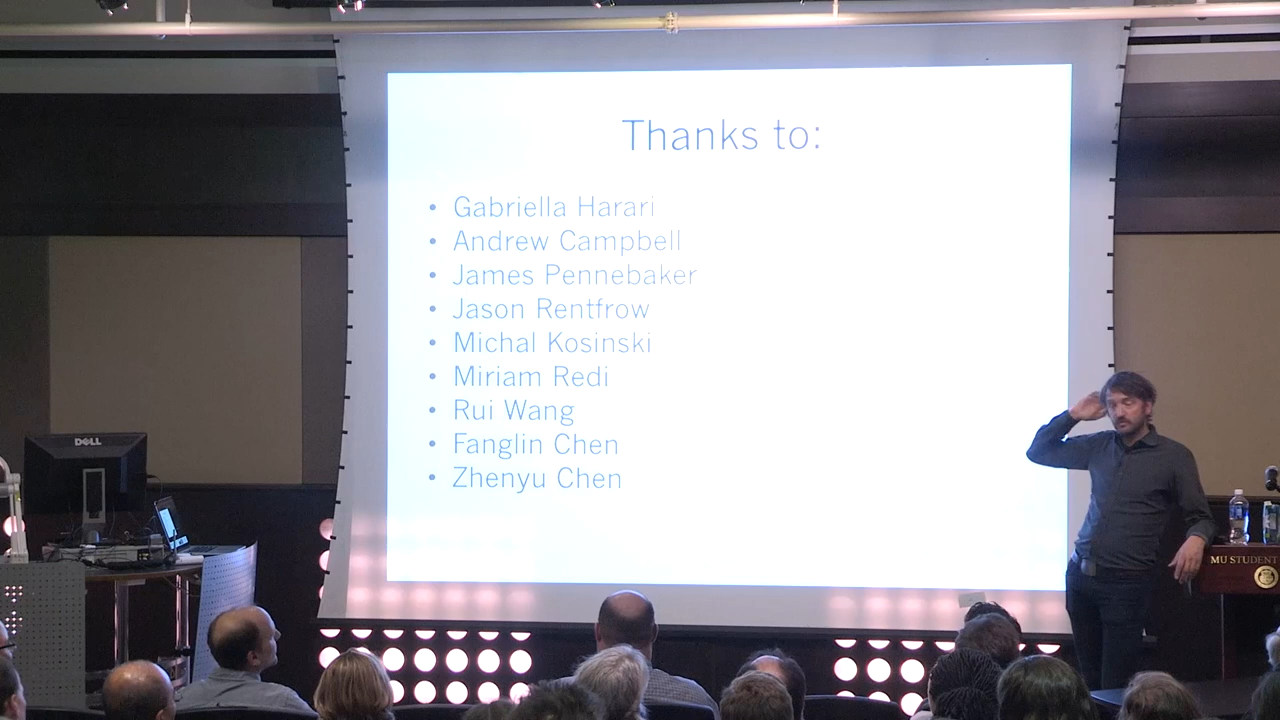 Thanks to:
• Gabriella Harari
• Andrew Campbell
• James Pennebaker
• Jason Rentfrow
• Michal Kosinski
• Miriam Redi
• Rui Wang
• Fanglin Chen
• Zhenyu Chen
DELL
MU STUDENT